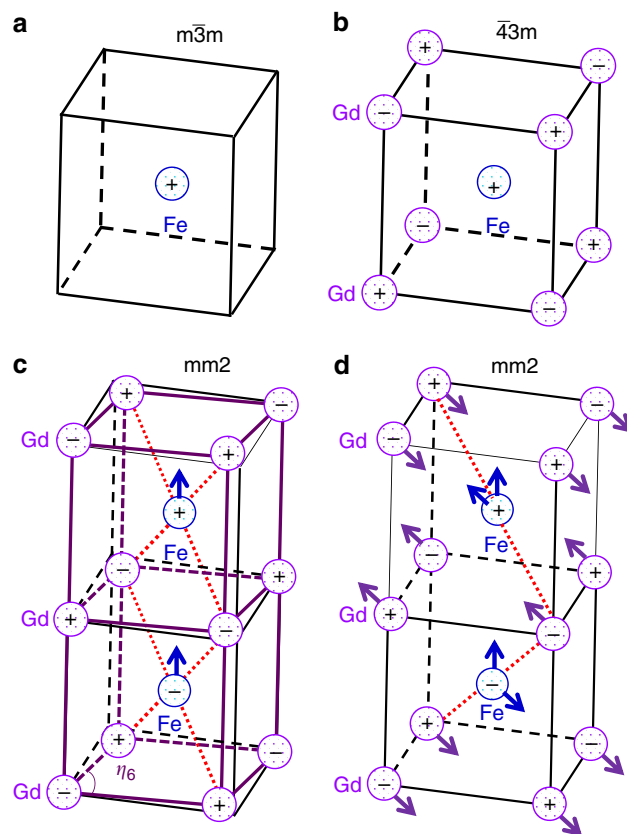 a
m3̅m
+
Fe
b
4̅3m
+
−
Gd
−
+
+
Fe
−
+
Gd
+
−
c
mm2
+
−
Gd
−
+
+
Fe
−
+
Gd
+
−
−
Fe
+
−
η6
Gd
−
+
d
mm2
+
−
Gd
−
+
+
Fe
−
+
Gd
+
−
−
Fe
+
−
Gd
−
+